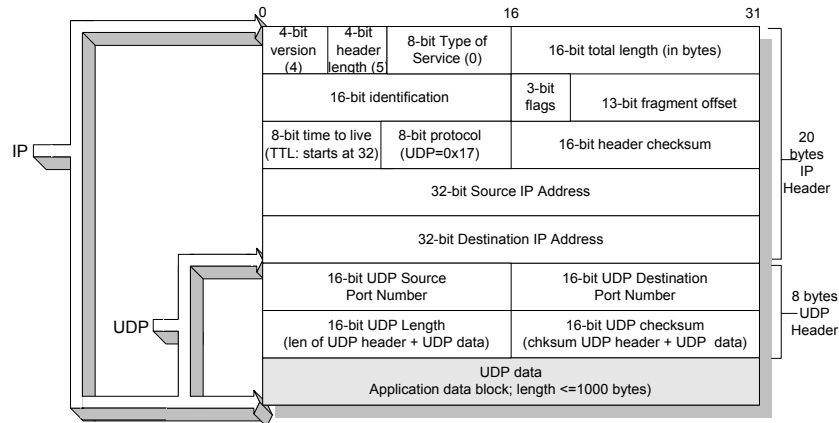 0 16 31
4-bit
version
(4)
4-bit
header
length (5)
8-bit Type of
Service (0)
16-bit total length (in bytes)
16-bit identification
3-bit
flags
13-bit fragment offset
8-bit time to live
(TTL: starts at 32)
8-bit protocol
(UDP=0x17)
16-bit header checksum
32-bit Source IP Address
32-bit Destination IP Address
20
bytes
IP
Header
IP
16-bit UDP Source
Port Number
16-bit UDP Destination
Port Number
16-bit UDP Length
(len of UDP header + UDP data)
16-bit UDP checksum
(chksum UDP header + UDP data)
8 bytes
UDP
Header
UDP
UDP data
Application data block; length <=1000 bytes)